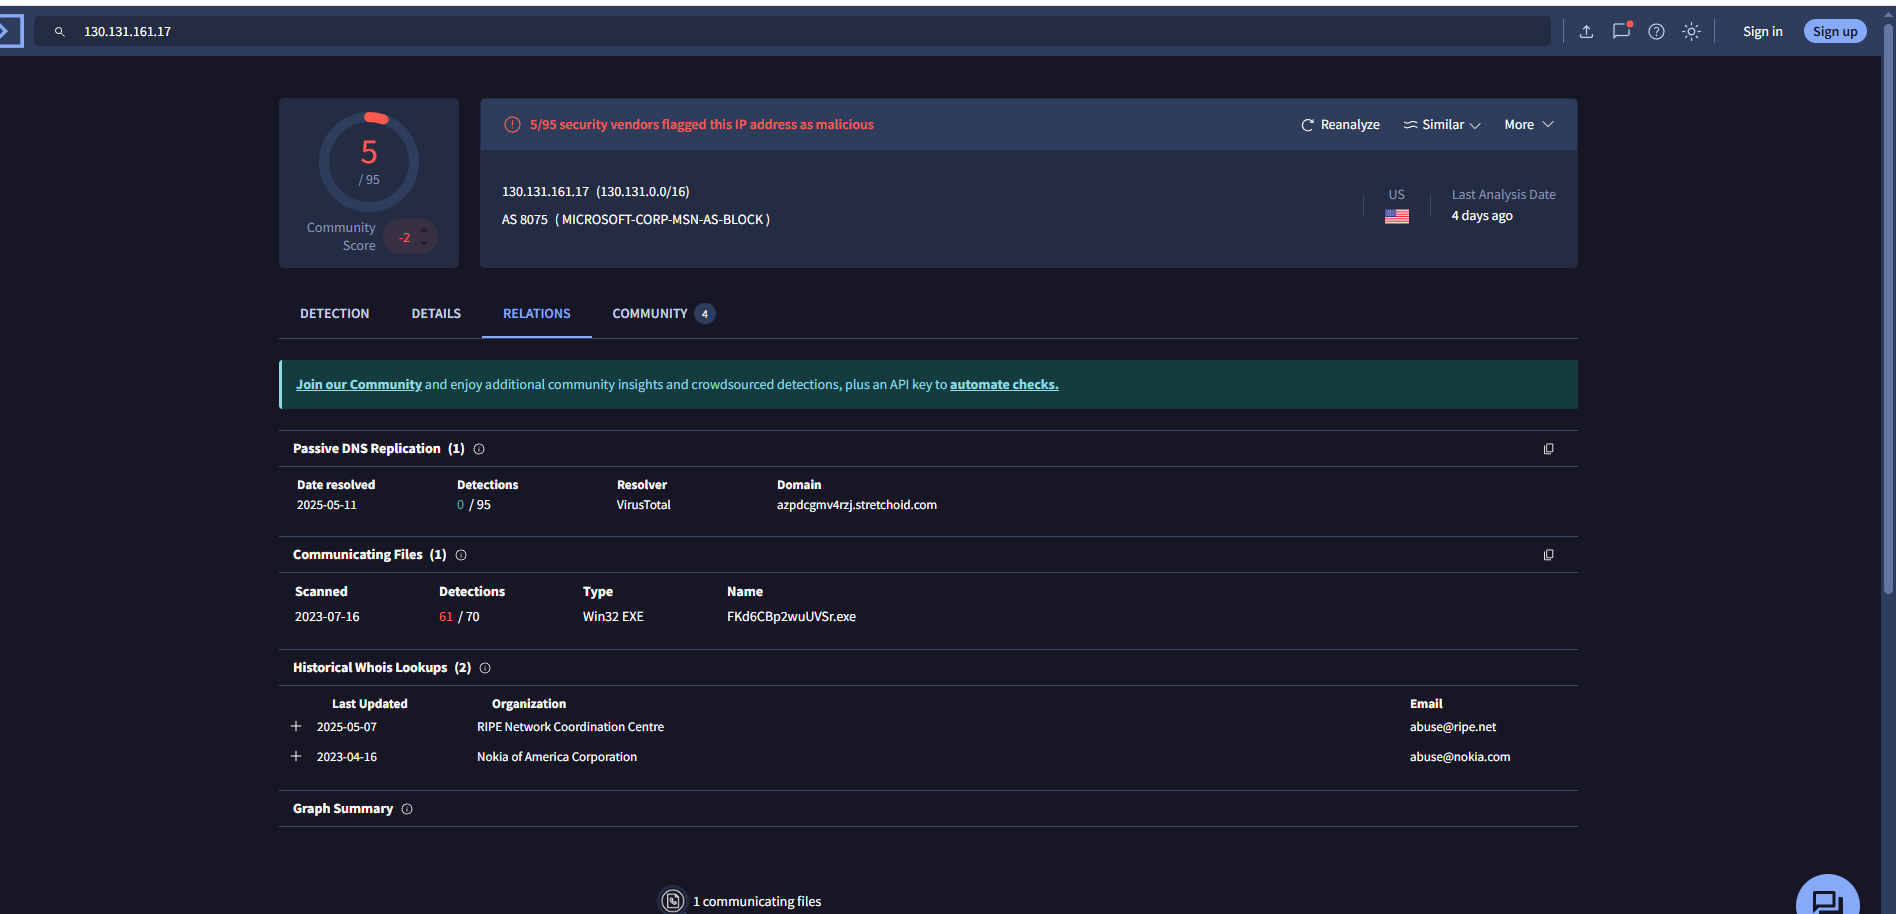 130.131.161.17
Sign in
Sign up
5
/ 95
Community Score
-2
5/95 security vendors flagged this IP address as malicious
Reanalyze
Similar
More
130.131.161.17 (130.131.0.0/16)
AS 8075 ( MICROSOFT-CORP-MSN-AS-BLOCK )
US
Last Analysis Date
4 days ago
DETECTION
DETAILS
RELATIONS
COMMUNITY 4
Join our Community and enjoy additional community insights and crowdsourced detections, plus an API key to automate checks.
Passive DNS Replication (1)
Date resolved Detections Resolver Domain
2025-05-11 0 / 95 VirusTotal azpdcgmv4rzj.stretchoid.com
Communicating Files (1)
Scanned Detections Type Name
2023-07-16 61 / 70 Win32 EXE FKd6CBp2wuUVSr.exe
Historical Whois Lookups (2)
Last Updated Organization Email
2025-05-07 RIPE Network Coordination Centre abuse@ripe.net
2023-04-16 Nokia of America Corporation abuse@nokia.com
Graph Summary
1 communicating files